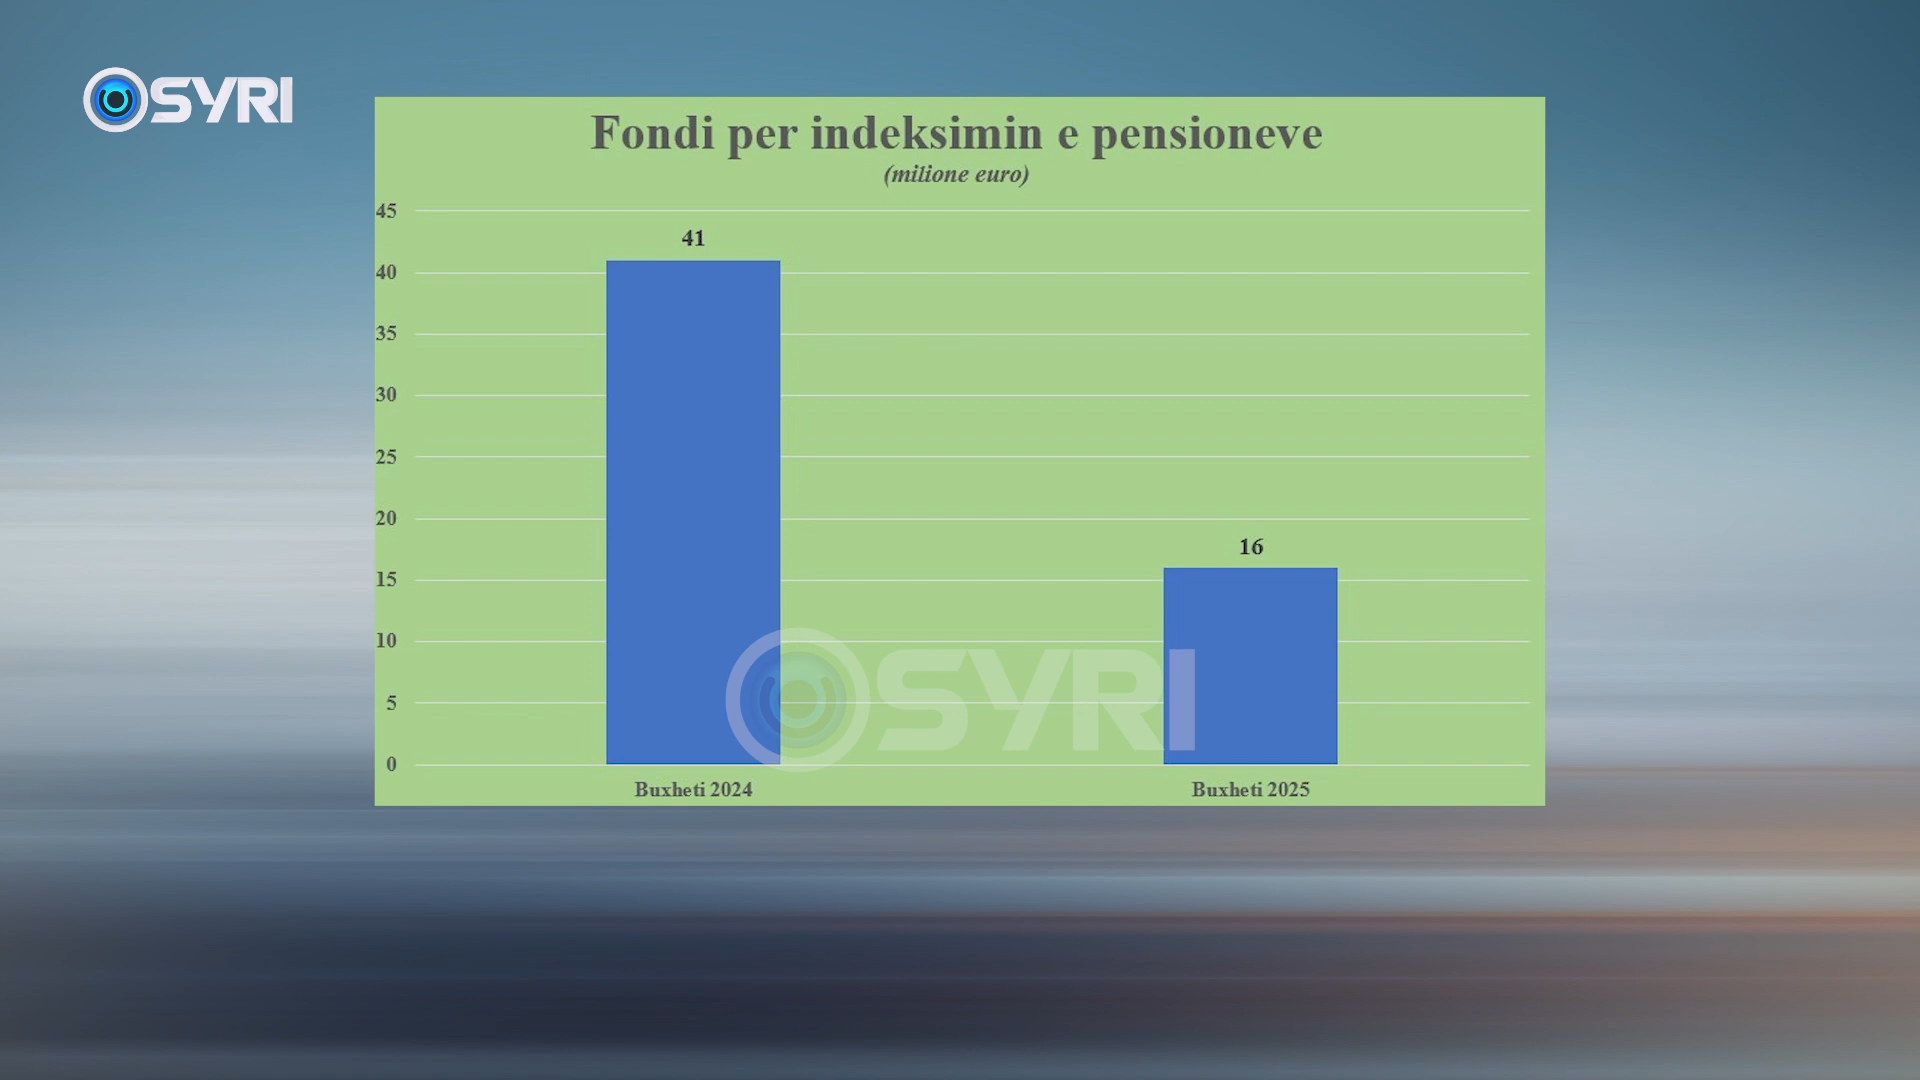 SYRI
Fondi per indeksimin e pensioneve
(milione euro)
45
41
40
35
30
25
20
16
15
10
SYRI
5
0
Buxheti 2024 Buxheti 2025